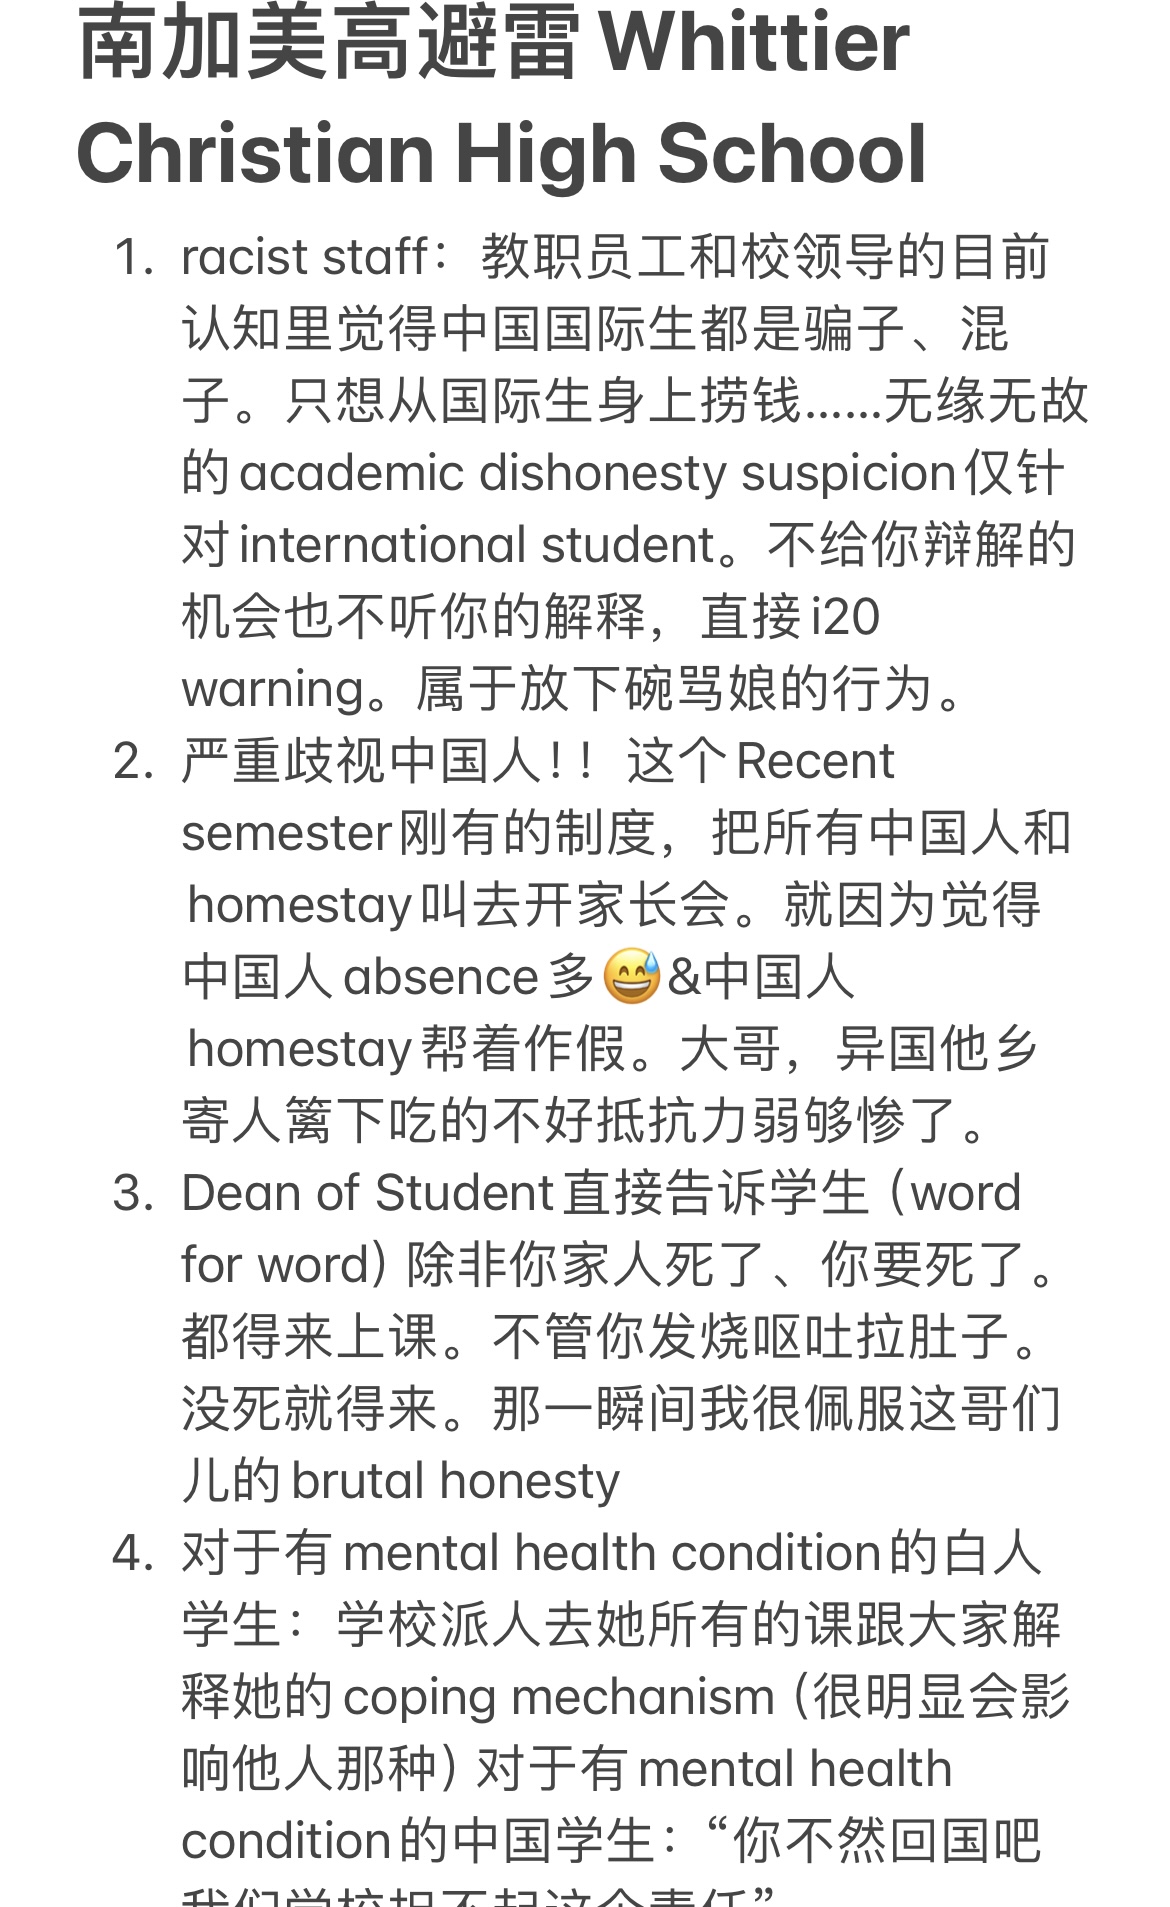 南加美高避雷 Whittier
Christian High School
1. racist staff：教职员工和校领导的目前
认知里觉得中国国际生都是骗子、混
子。只想从国际生身上捞钱……无缘无故
的academic dishonesty suspicion仅针
对international student。不给你辩解的
机会也不听你的解释，直接i20
warning。属于放下碗骂娘的行为。
2. 严重歧视中国人！！这个Recent
semester刚有的制度，把所有中国人和
homestay叫去开家长会。就因为觉得
中国人absence多😅&中国人
homestay帮着作假。大哥，异国他乡
寄人篱下吃的不好抵抗力弱够惨了。
3. Dean of Student直接告诉学生（word
for word）除非你家人死了、你要死了。
都得来上课。不管你发烧呕吐拉肚子。
没死就得来。那一瞬间我很佩服这哥们
儿的brutal honesty
4. 对于有mental health condition的白人
学生：学校派人去她所有的课跟大家解
释她的coping mechanism（很明显会影
响他人那种）对于有mental health
condition的中国学生：“你不然回国吧
我们学校担不起这个责任”